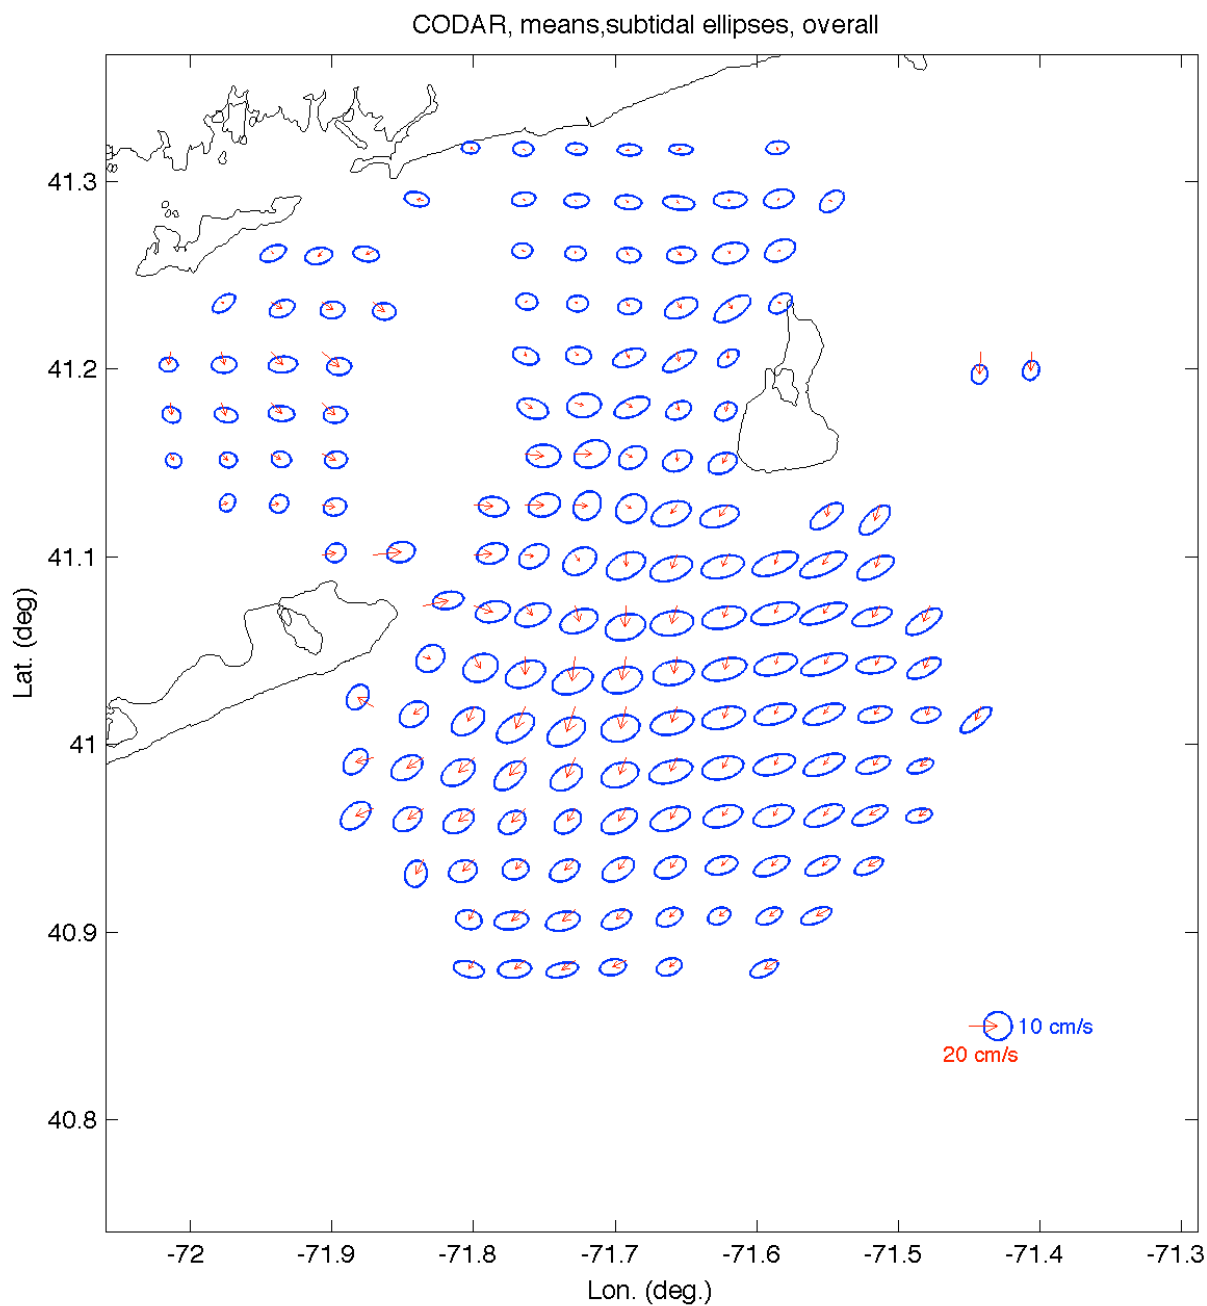 CODAR, means,subtidal ellipses, overall
41.3
41.2
41.1
41
40.9
40.8
Lat. (deg)
10 cm/s
20 cm/s
-72
-71.9
-71.8
-71.7
-71.6
-71.5
-71.4
-71.3
Lon. (deg.)